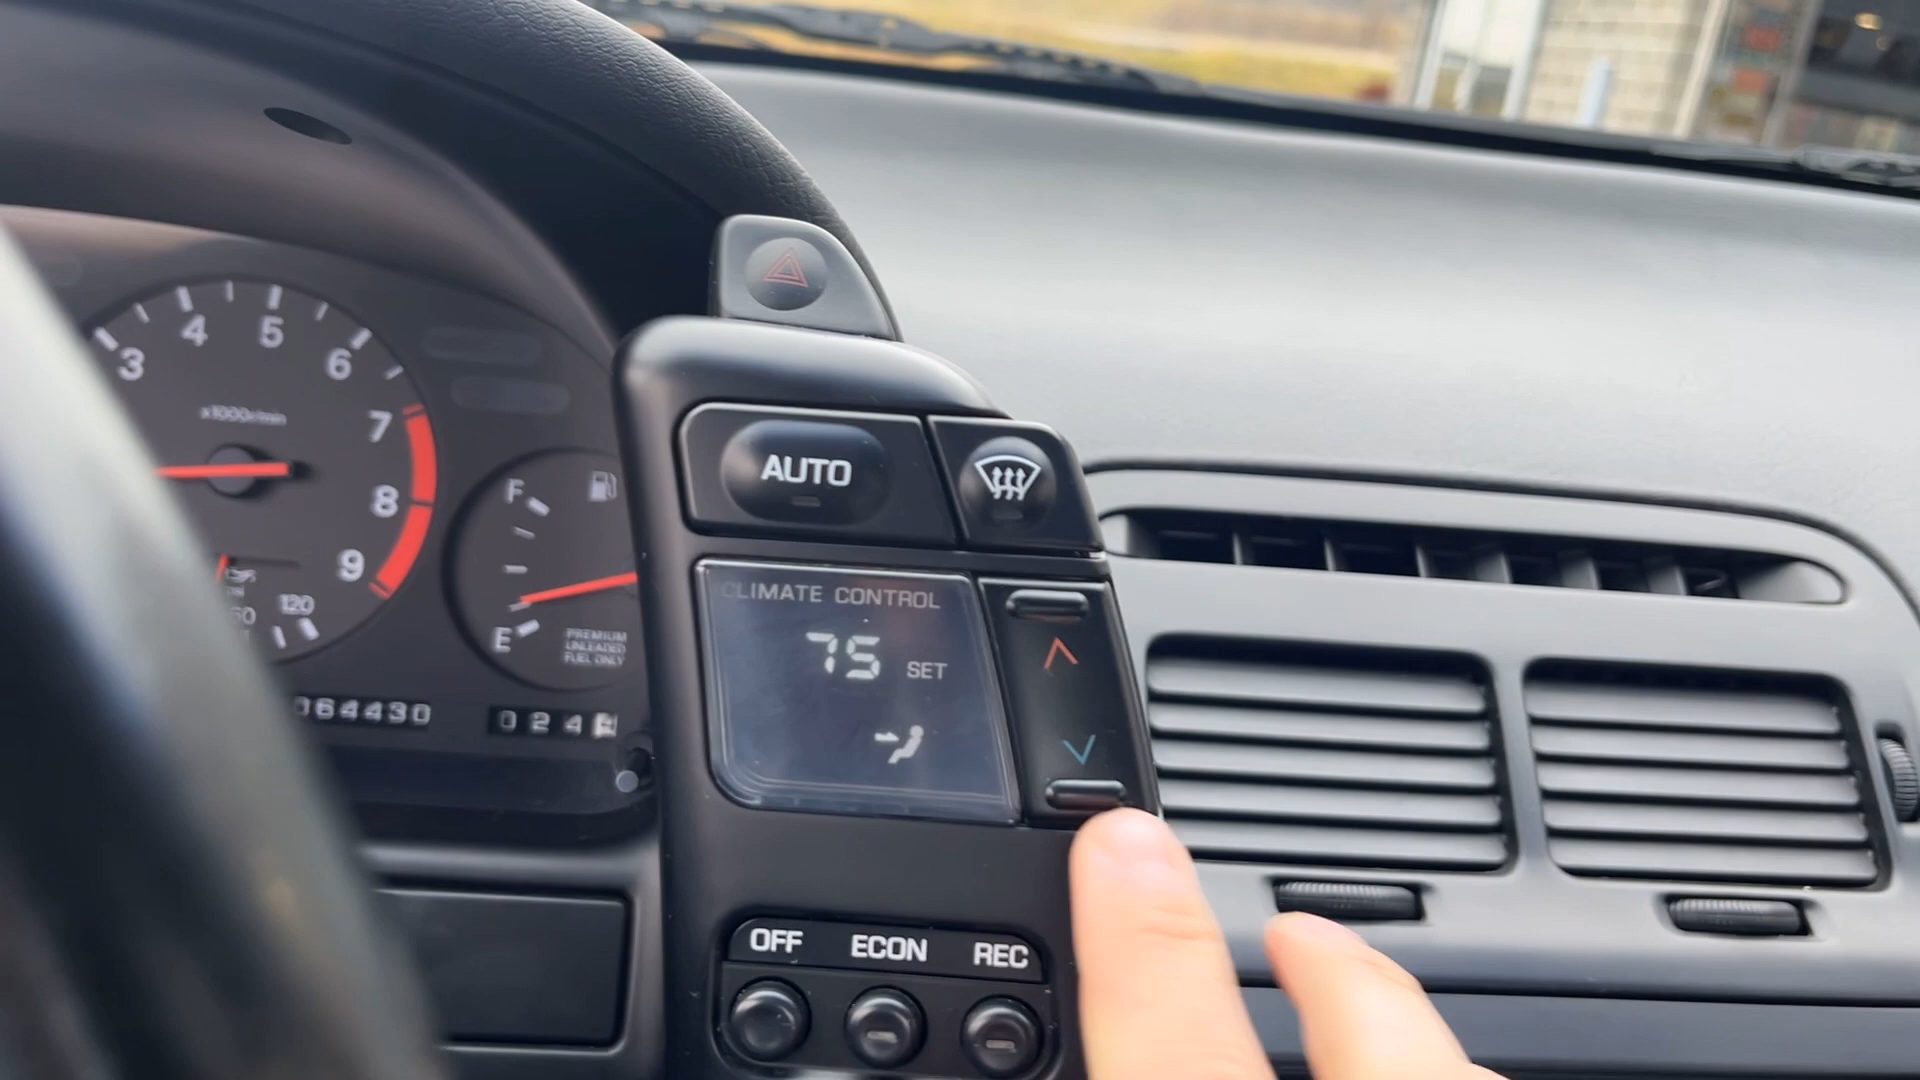 3
4
5
6
7
8
9
x1000r/min
120
F
E
PREMIUM
UNLEADED
FUEL ONLY
064430
024
AUTO
CLIMATE CONTROL
75 SET
OFF ECON REC